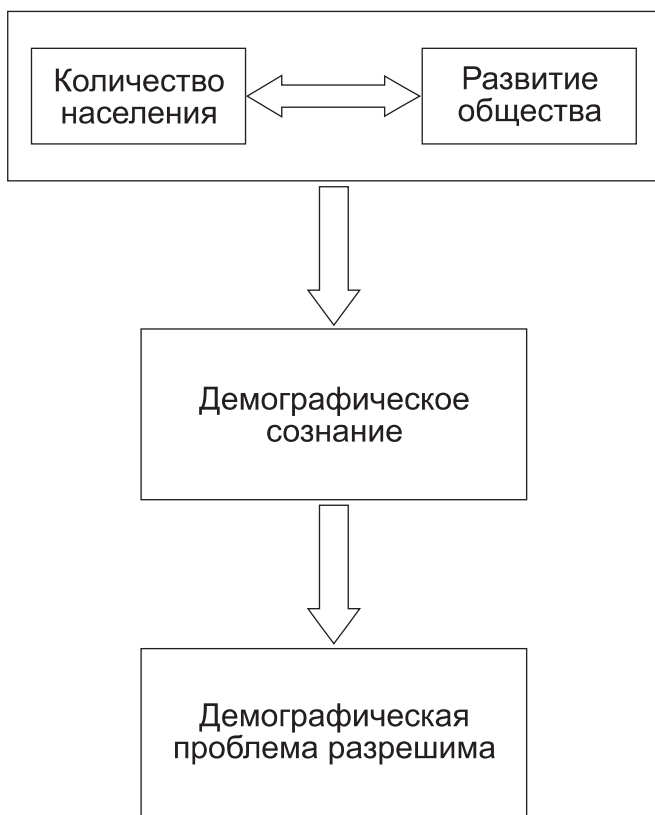 Количество
населения
Развитие
общества
Демографическое
сознание
Демографическая
проблема разрешима